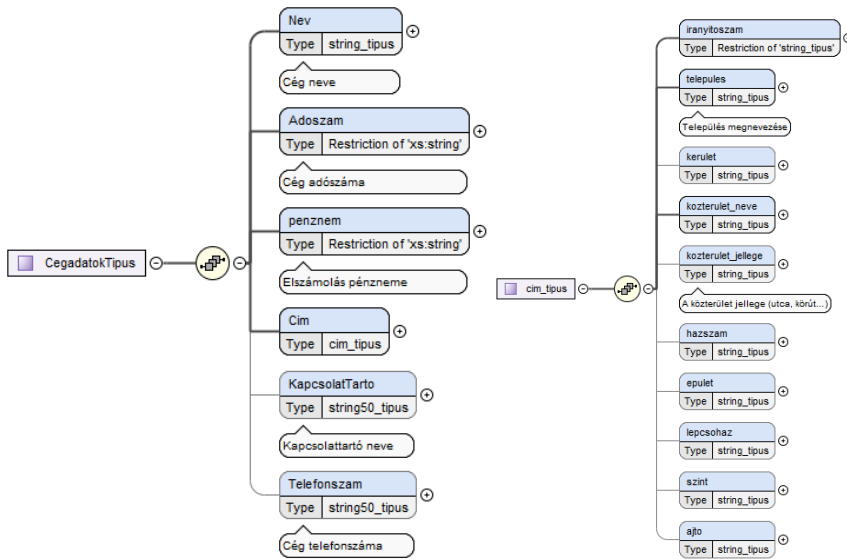 Nev
Type string_tipus
Cég neve
Adoszam
Type Restriction of 'xs:string'
Cég adószáma
penznem
Type Restriction of 'xs:string'
Elszámolás pénzneme
CegadatokTipus
Cim
Type cim_tipus
KapcsolatTarto
Type string50_tipus
Kapcsolattartó neve
Telefonszam
Type string50_tipus
Cég telefonszáma
iranyitoszam
Type Restriction of 'string_tipus'
telepules
Type string_tipus
Település megnevezése
kerulet
Type string_tipus
kozterulet_neve
Type string_tipus
kozterulet_jellege
Type string_tipus
cim_tipus
A közterület jellege (utca, körút...)
hazszam
Type string_tipus
epulet
Type string_tipus
lepcsohaz
Type string_tipus
szint
Type string_tipus
ajto
Type string_tipus